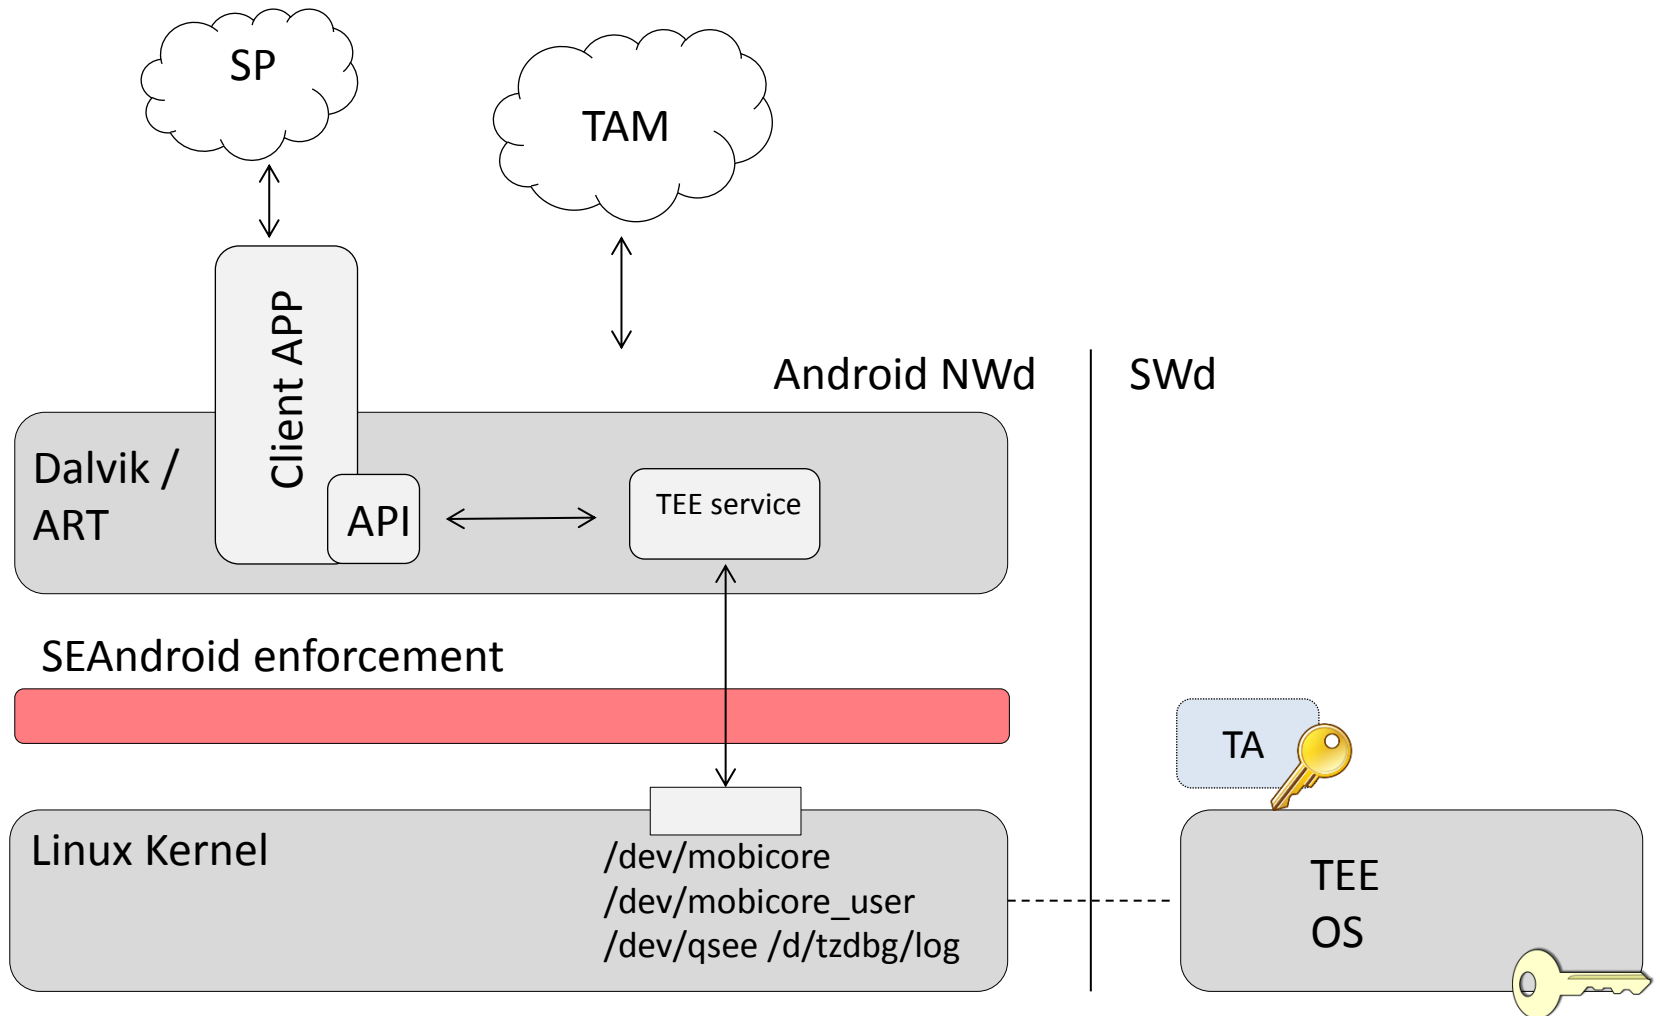 SP
TAM
Client APP
Android NWd
SWd
Dalvik /
ART
API
TEE service
SEAndroid enforcement
TA
Linux Kernel
/dev/mobicore
/dev/mobicore_user
/dev/qsee /d/tzdbg/log
TEE
OS